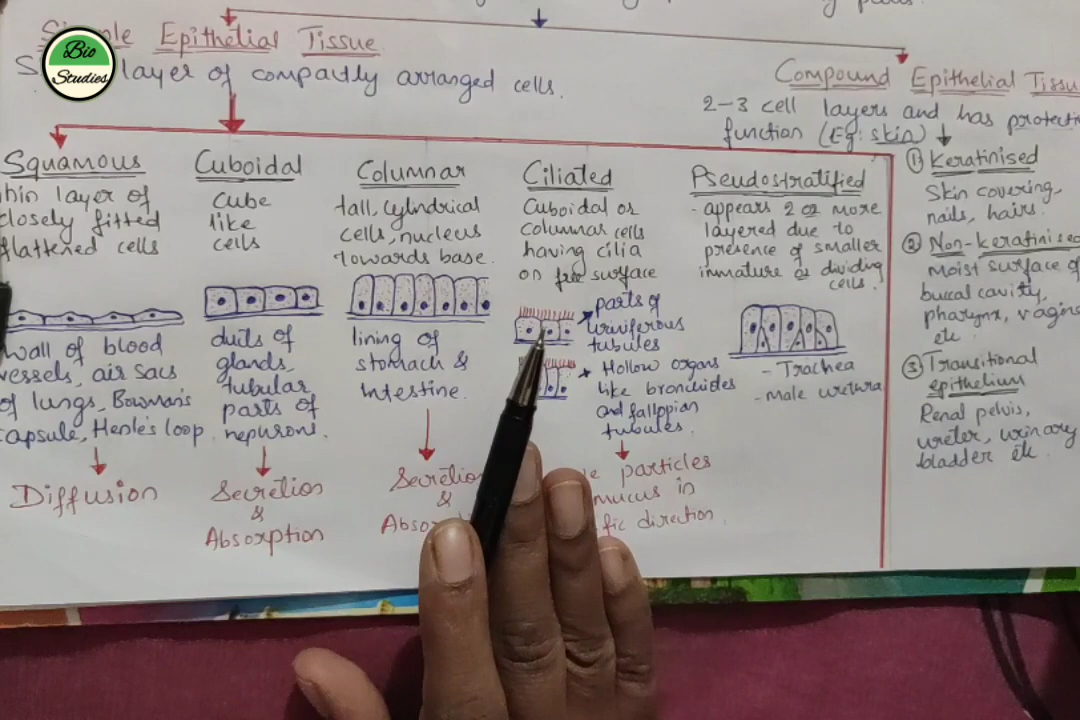 Bio
Studies
Epithelial Tissue
layer of compactly arranged cells.
Compound Epithelial Tissu
2-3 cell layers and has protecti
function (Eg: skin)
Squamous
hin layer of
closely fitted
flattened cells
wall of blood
vessels, air sacs
of lungs, Bowman's
capsule, Henle's loop.
Diffusion
Cuboidal
Cube
like
cells
ducts of
glands,
tubular
parts of
nephrons.
Secretion
&
Absorption
Columnar
tall, cylindrical
cells, nucleus
towards base.
lining of
stomach &
Intestine.
Secretio
&
Absor
Ciliated
Cuboidal or
columnar cells
having cilia
on free surface
parts of
uriniferous
tubules
Hollow organs
like bronchioles
and fallopian
tubules.
particles
mucus in
fic direction.
Pseudostratified
- appears 2 or more
layered due to
presence of smaller
immature or dividing
cells.
- Trachea
- Male urethra
① Keratinised
Skin covering,
nails, hairs.
② Non-keratinised
Moist surface of
buccal cavity,
pharynx, vagina
etc
③ Transitional
epithelium
Renal pelvis,
ureter, urinary
bladder etc.